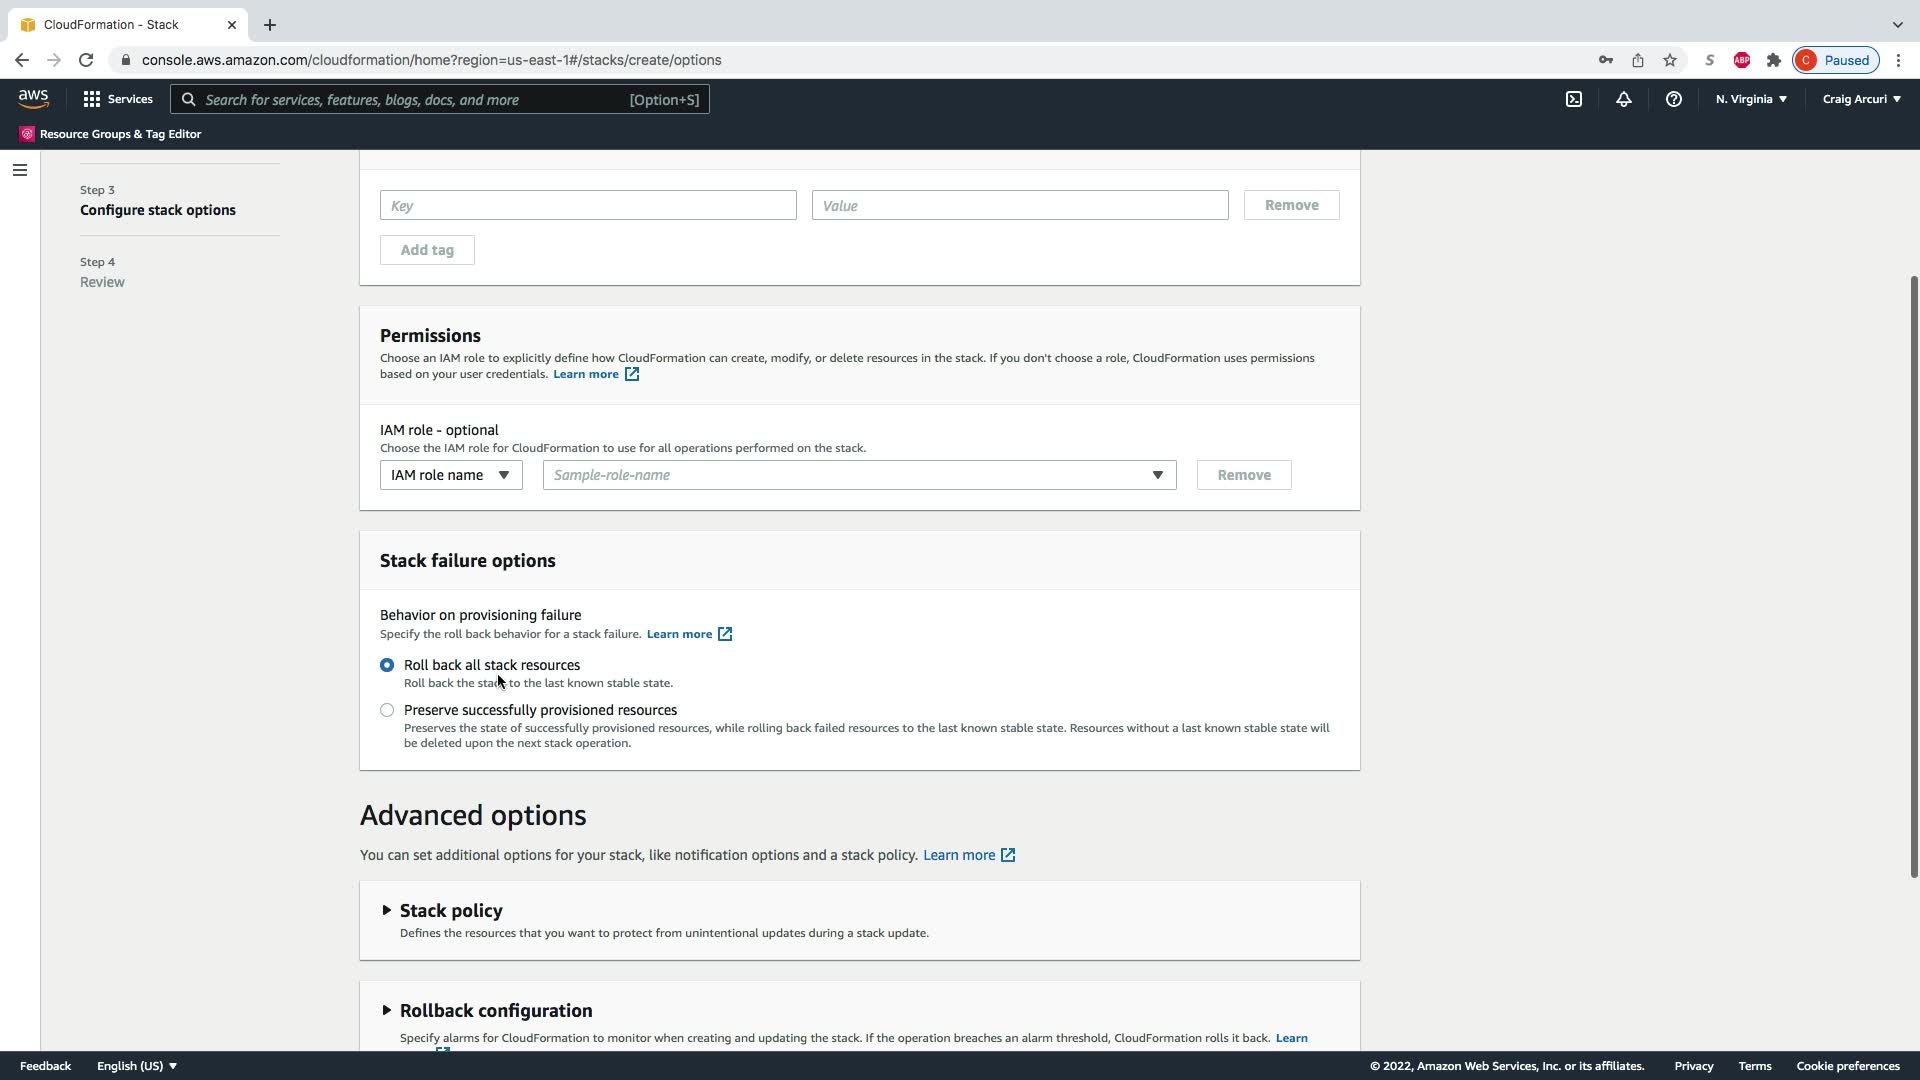 CloudFormation - Stack
console.aws.amazon.com/cloudformation/home?region=us-east-1#/stacks/create/options
S
ABP
C
Paused
aws
Services
Search for services, features, blogs, docs, and more
[Option+S]
N. Virginia
Craig Arcuri
Resource Groups & Tag Editor
Step 3
Configure stack options
Step 4
Review
Key
Value
Remove
Add tag
Permissions
Choose an IAM role to explicitly define how CloudFormation can create, modify, or delete resources in the stack. If you don't choose a role, CloudFormation uses permissions
based on your user credentials. Learn more
IAM role - optional
Choose the IAM role for CloudFormation to use for all operations performed on the stack.
IAM role name
Sample-role-name
Remove
Stack failure options
Behavior on provisioning failure
Specify the roll back behavior for a stack failure. Learn more
Roll back all stack resources
Roll back the stack to the last known stable state.
Preserve successfully provisioned resources
Preserves the state of successfully provisioned resources, while rolling back failed resources to the last known stable state. Resources without a last known stable state will
be deleted upon the next stack operation.
Advanced options
You can set additional options for your stack, like notification options and a stack policy. Learn more
Stack policy
Defines the resources that you want to protect from unintentional updates during a stack update.
Rollback configuration
Specify alarms for CloudFormation to monitor when creating and updating the stack. If the operation breaches an alarm threshold, CloudFormation rolls it back. Learn
Feedback
English (US)
© 2022, Amazon Web Services, Inc. or its affiliates.
Privacy
Terms
Cookie preferences